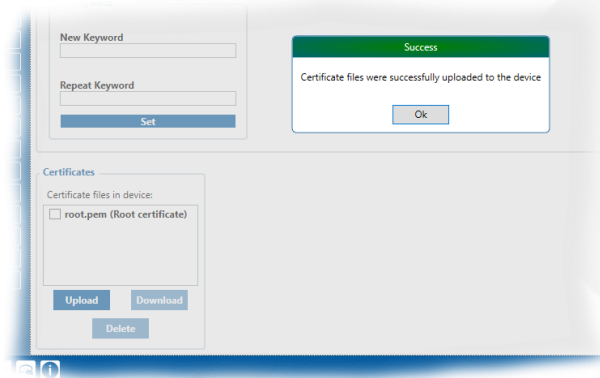 New Keyword
Repeat Keyword
Set
Success
Certificate files were successfully uploaded to the device
Ok
Certificates
Certificate files in device:
root.pem (Root certificate)
Upload
Download
Delete